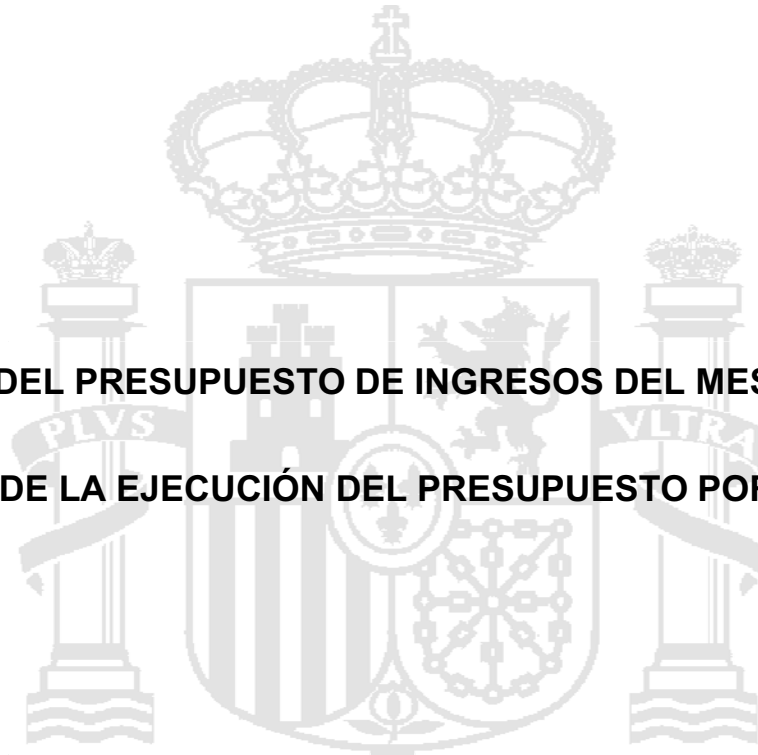 DEL PRESUPUESTO DE INGRESOS DEL MES
PLVS VLTRA
DE LA EJECUCIÓN DEL PRESUPUESTO POR